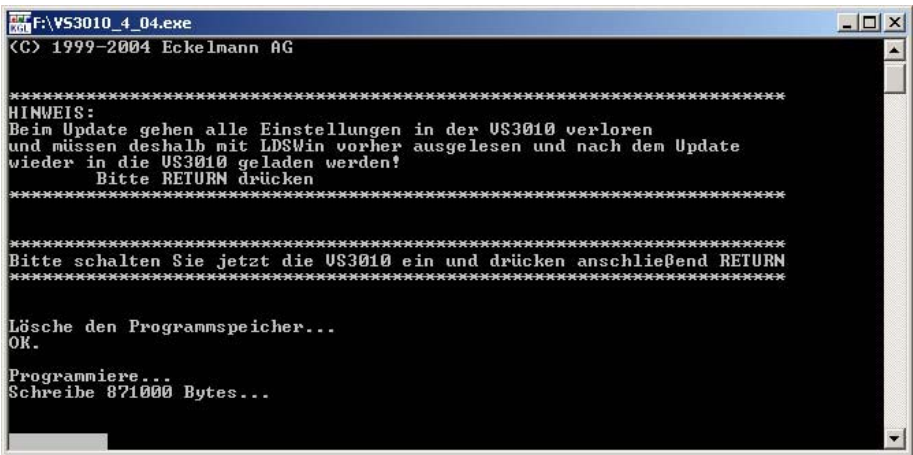 F:\VS3010_4_04.exe
(C) 1999-2004 Eckelmann AG
*************************************************************************
HINWEIS:
Beim Update gehen alle Einstellungen in der VS3010 verloren
und müssen deshalb mit LDSWin vorher ausgelesen und nach dem Update
wieder in die VS3010 geladen werden!
Bitte RETURN drücken
*************************************************************************
*************************************************************************
Bitte schalten Sie jetzt die VS3010 ein und drücken anschließend RETURN
*************************************************************************
Lösche den Programmspeicher...
OK.
Programmiere...
Schreibe 871000 Bytes...